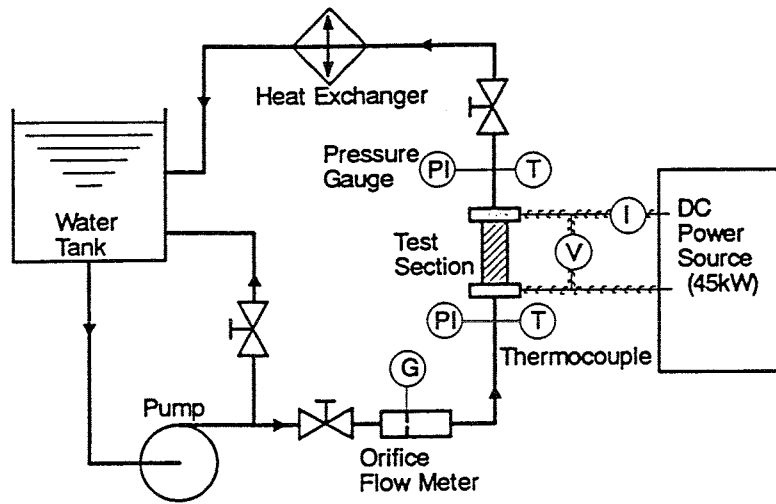 Heat Exchanger
Pressure
Gauge
PI
T
Water
Tank
Test
Section
I
V
DC
Power
Source
(45kW)
PI
T
Thermocouple
G
Pump
Orifice
Flow Meter